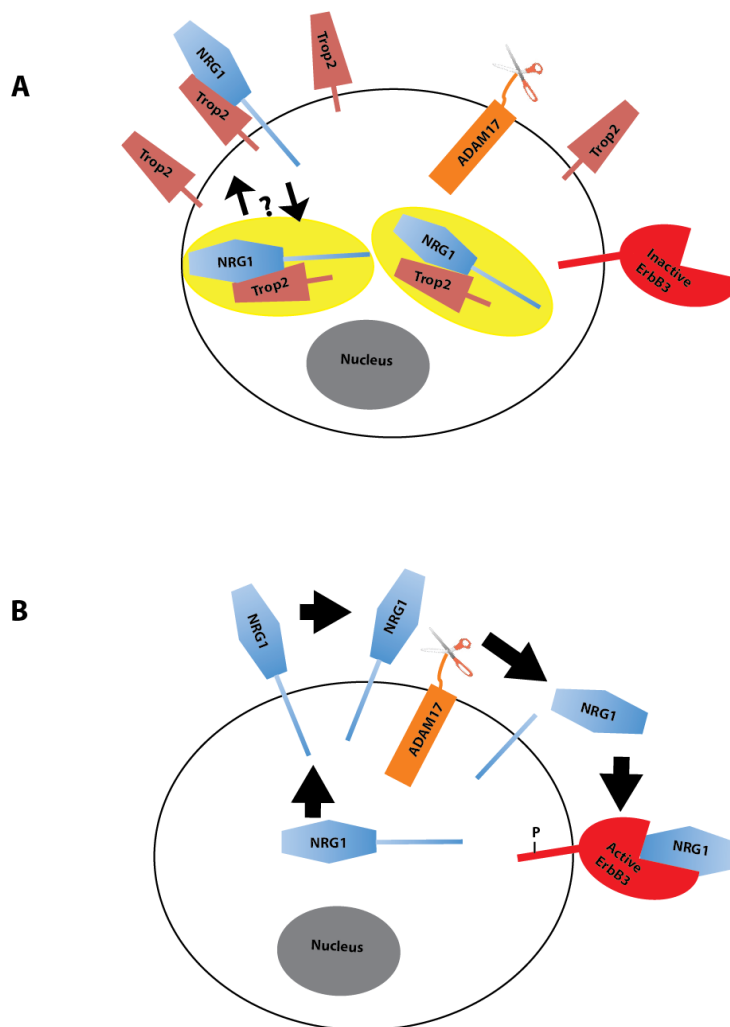 A
NRG1
Trop2
Trop2
Trop2
ADAM17
Trop2
?
NRG1
Trop2
NRG1
Trop2
Inactive
ErbB3
Nucleus
B
NRG1
NRG1
ADAM17
NRG1
NRG1
P
Active
ErbB3
NRG1
Nucleus